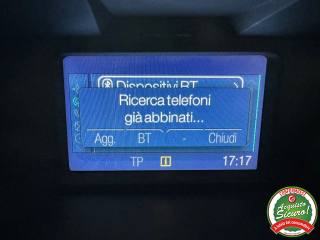 Dispositivi BT
Ricerca telefoni
già abbinati...
Agg. BT - Chiudi
TP 17:17
Acquisto
Sicuro!